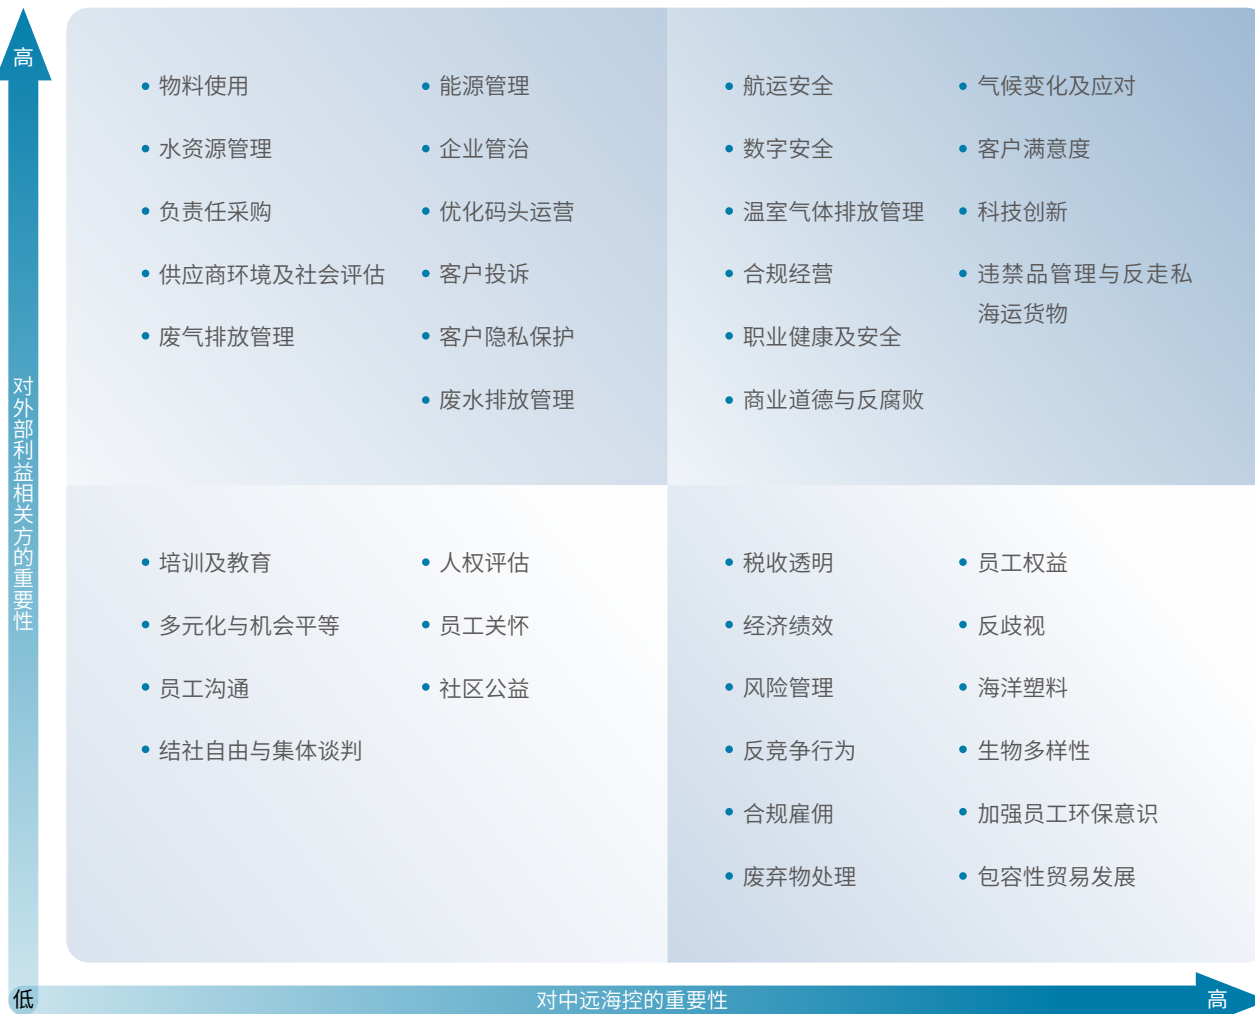 高
对外部利益相关方的重要性
• 物料使用
• 水资源管理
• 负责任采购
• 供应商环境及社会评估
• 废气排放管理
• 能源管理
• 企业管治
• 优化码头运营
• 客户投诉
• 客户隐私保护
• 废水排放管理
• 航运安全
• 数字安全
• 温室气体排放管理
• 合规经营
• 职业健康及安全
• 商业道德与反腐败
• 气候变化及应对
• 客户满意度
• 科技创新
• 违禁品管理与反走私
海运货物
• 培训及教育
• 多元化与机会平等
• 员工沟通
• 结社自由与集体谈判
• 人权评估
• 员工关怀
• 社区公益
• 税收透明
• 经济绩效
• 风险管理
• 反竞争行为
• 合规雇佣
• 废弃物处理
• 员工权益
• 反歧视
• 海洋塑料
• 生物多样性
• 加强员工环保意识
• 包容性贸易发展
低
对中远海控的重要性
高